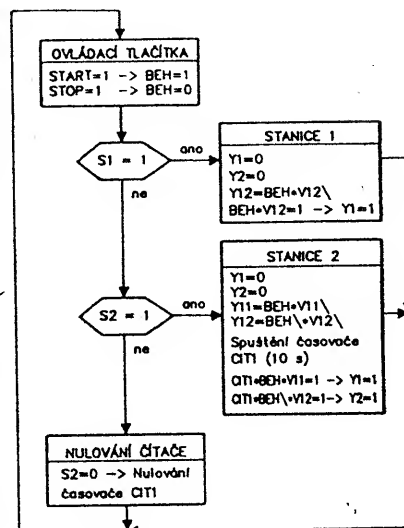 OVLÁDACÍ TLAČÍTKA
START=1 -> BEH=1
STOP=1 -> BEH=0
S1 = 1
ano
ne
STANICE 1
Y1=0
Y2=0
Y12=BEH*V12\
BEH*V12=1 -> Y1=1
S2 = 1
ano
ne
STANICE 2
Y1=0
Y2=0
Y11=BEH*V11\
Y12=BEH\*V12\
Spuštění časovače
CIT1 (10 s)
CIT1*BEH*V11=1 -> Y1=1
CIT1*BEH\*V12=1-> Y2=1
NULOVÁNÍ ČÍTAČE
S2=0 -> Nulování
časovače CIT1